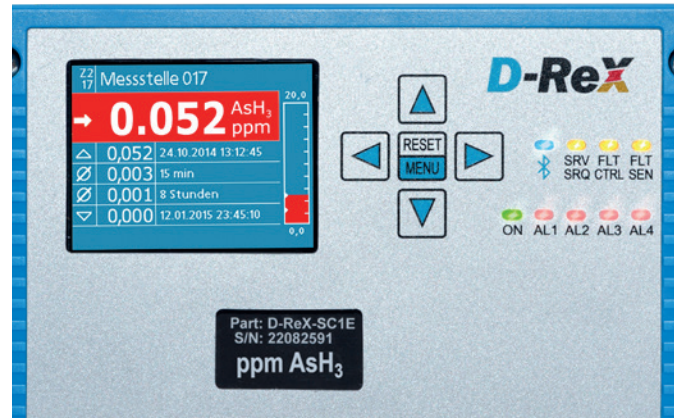 Z2
17 Messstelle 017
20,0
0.052 AsH₃
ppm
0,052 24.10.2014 13:12:45
0,003 15 min
0,001 8 Stunden
0,000 12.01.2015 23:45:10
0,0
RESET
MENU
D-ReX
SRV FLT FLT
SRQ CTRL SEN
ON AL1 AL2 AL3 AL4
Part: D-ReX-SC1E
S/N: 22082591
ppm AsH₃